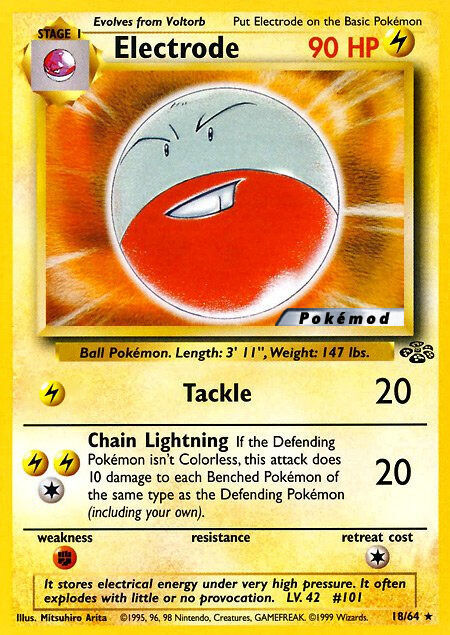 Evolves from Voltorb Put Electrode on the Basic Pokémon
STAGE 1
Electrode 90 HP
Pokémod
Ball Pokémon. Length: 3' 11", Weight: 147 lbs.
Tackle 20
Chain Lightning If the Defending
Pokémon isn't Colorless, this attack does
10 damage to each Benched Pokémon of
the same type as the Defending Pokémon
(including your own).
20
weakness resistance retreat cost
It stores electrical energy under very high pressure. It often
explodes with little or no provocation. LV. 42 #101
Illus. Mitsuhiro Arita ©1995, 96, 98 Nintendo, Creatures, GAMEFREAK. ©1999 Wizards. 18/64 ★